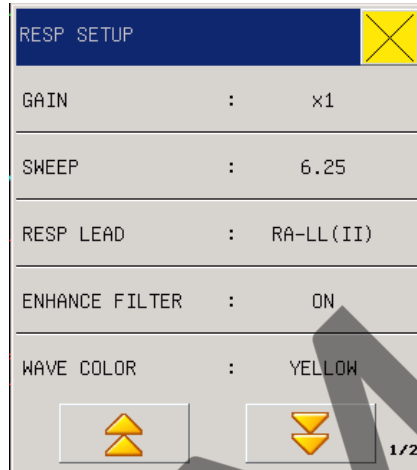 RESP SETUP
GAIN : x1
SWEEP : 6.25
RESP LEAD : RA-LL(II)
ENHANCE FILTER : ON
WAVE COLOR : YELLOW
1/2